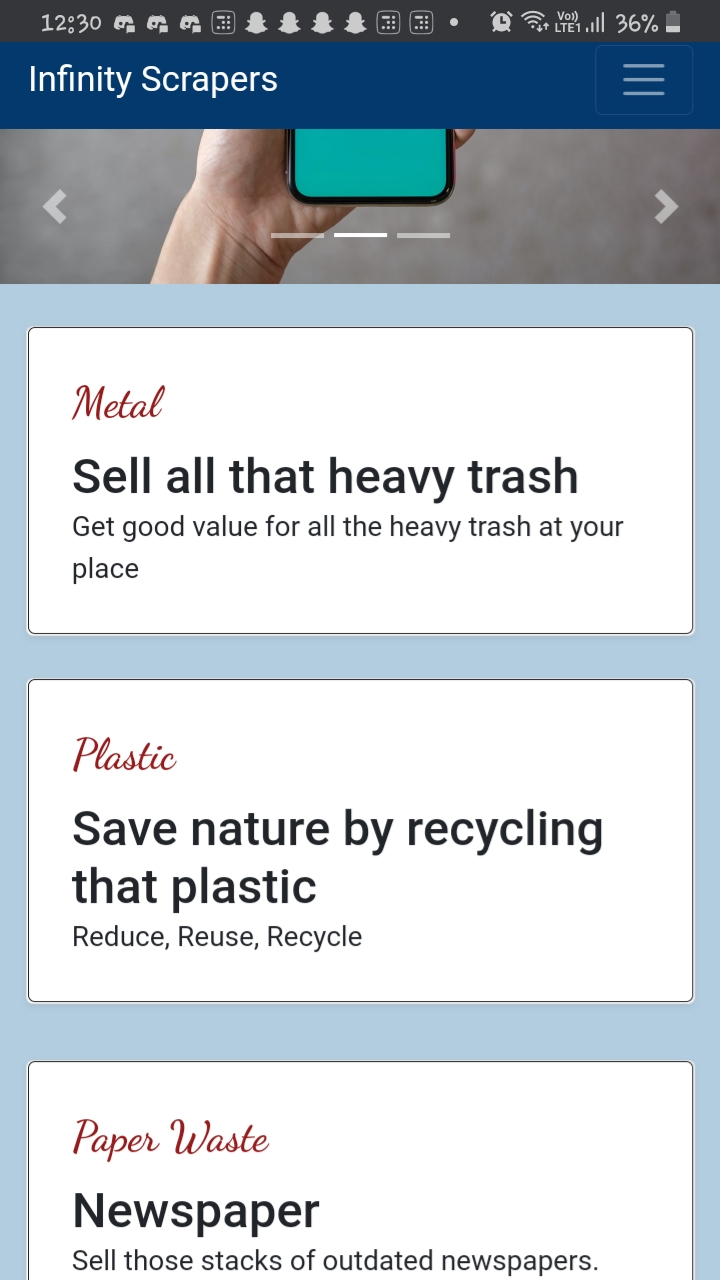 12:30
Vo))
LTE1
36%
Infinity Scrapers
Metal
Sell all that heavy trash
Get good value for all the heavy trash at your
place
Plastic
Save nature by recycling
that plastic
Reduce, Reuse, Recycle
Paper Waste
Newspaper
Sell those stacks of outdated newspapers.